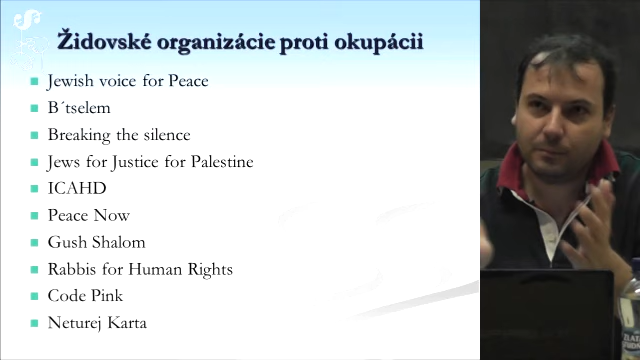 Židovské organizácie proti okupácii
Jewish voice for Peace
B´tselem
Breaking the silence
Jews for Justice for Palestine
ICAHD
Peace Now
Gush Shalom
Rabbis for Human Rights
Code Pink
Neturej Karta